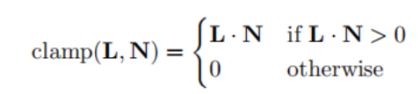 clamp(L, N) = { L · N if L · N > 0
0 otherwise